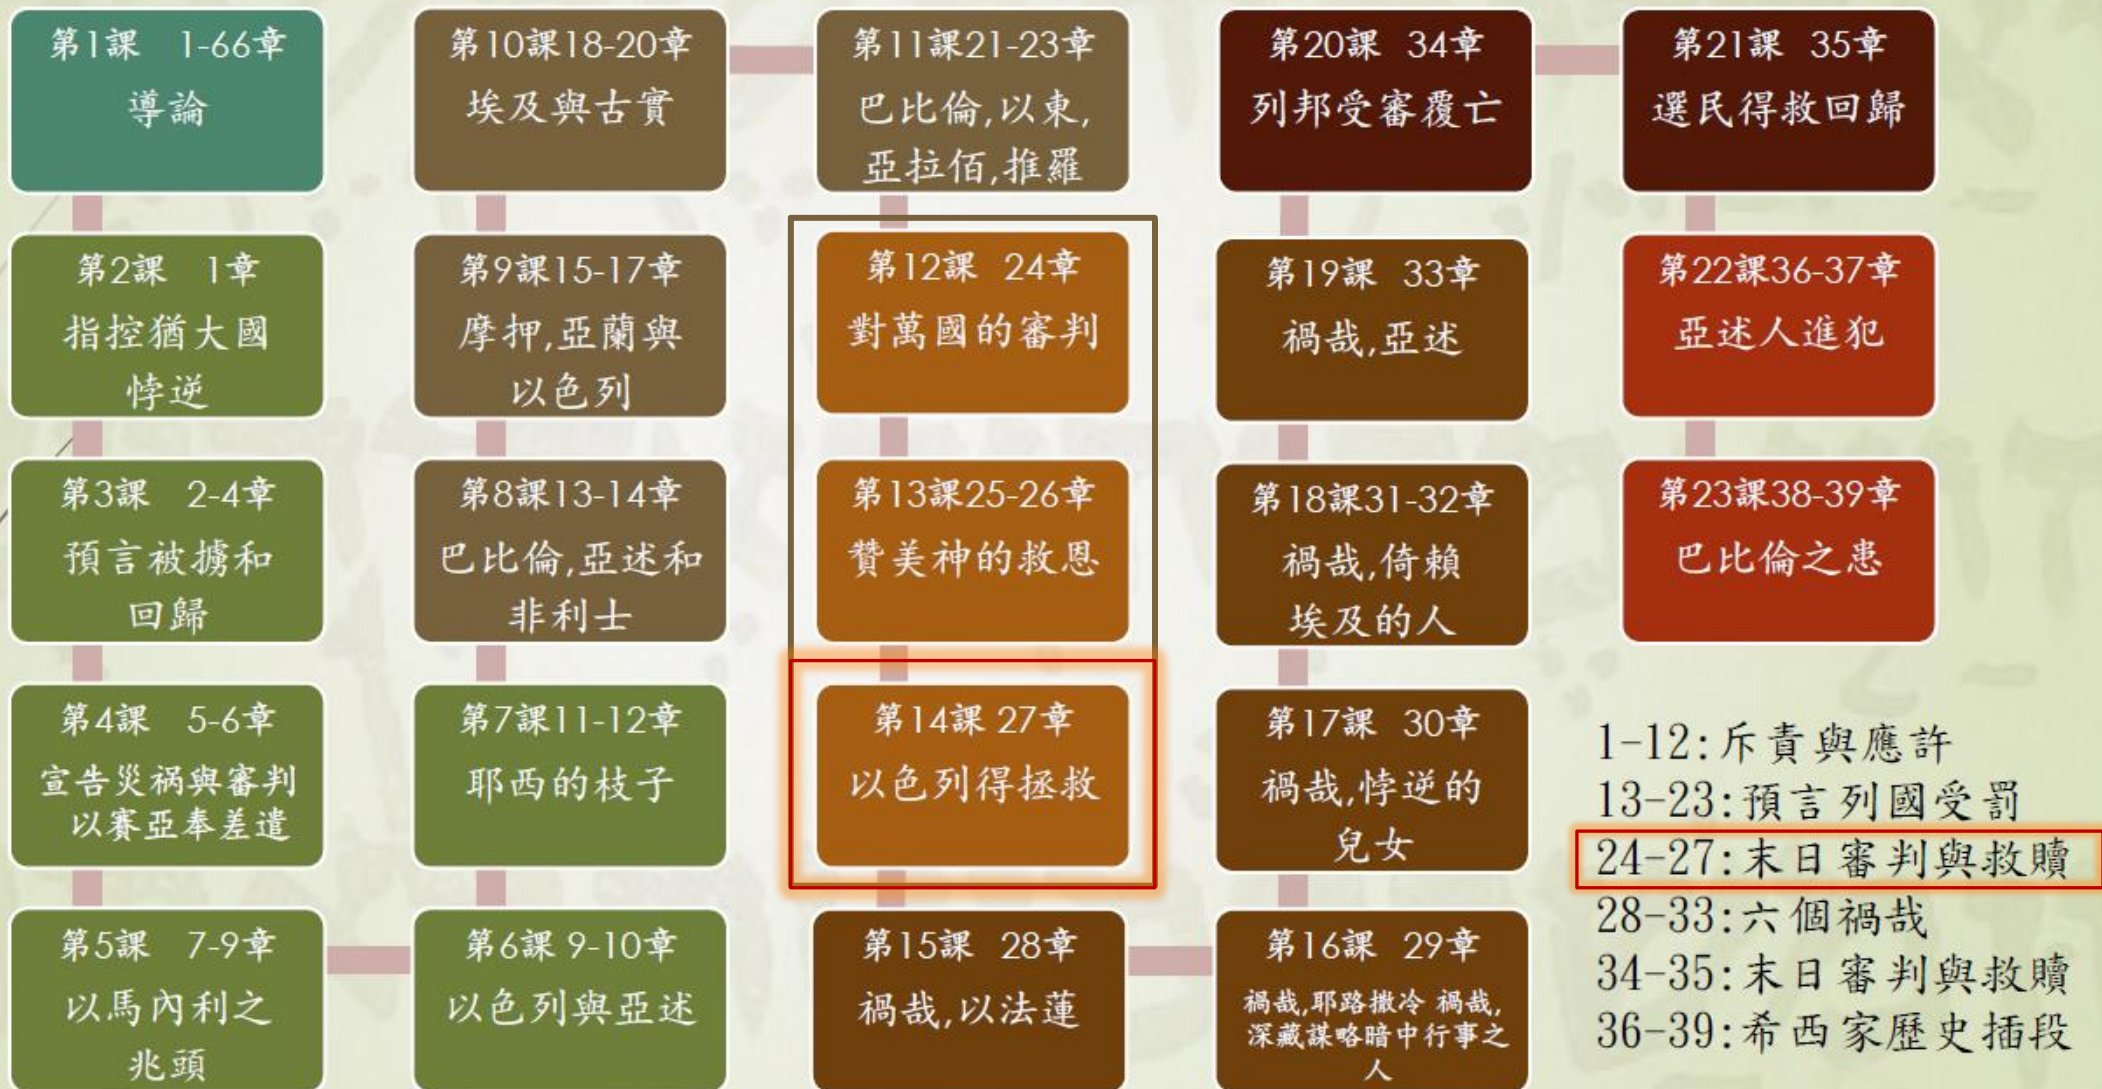 第1課 1-66章
導論
第2課 1章
指控猶大國
悖逆
第3課 2-4章
預言被擄和
回歸
第4課 5-6章
宣告災祸與審判
以賽亞奉差遣
第5課 7-9章
以馬內利之
兆頭
第6課 9-10章
以色列與亞述
第7課11-12章
耶西的枝子
第8課13-14章
巴比倫,亞述和
非利士
第9課15-17章
摩押,亞蘭與
以色列
第10課18-20章
埃及與古實
第11課21-23章
巴比倫,以東,
亞拉佰,推羅
第12課 24章
對萬國的審判
第13課25-26章
贊美神的救恩
第14課 27章
以色列得拯救
第15課 28章
禍哉,以法蓮
第16課 29章
禍哉,耶路撒冷 禍哉,
深藏謀略暗中行事之
人
第17課 30章
禍哉,悖逆的
兒女
第18課31-32章
禍哉,倚賴
埃及的人
第19課 33章
禍哉,亞述
第20課 34章
列邦受審覆亡
第21課 35章
選民得救回歸
第22課36-37章
亞述人進犯
第23課38-39章
巴比倫之患
1-12:斥責與應許
13-23:預言列國受罰
24-27:末日審判與救贖
28-33:六個禍哉
34-35:末日審判與救贖
36-39:希西家歷史插段